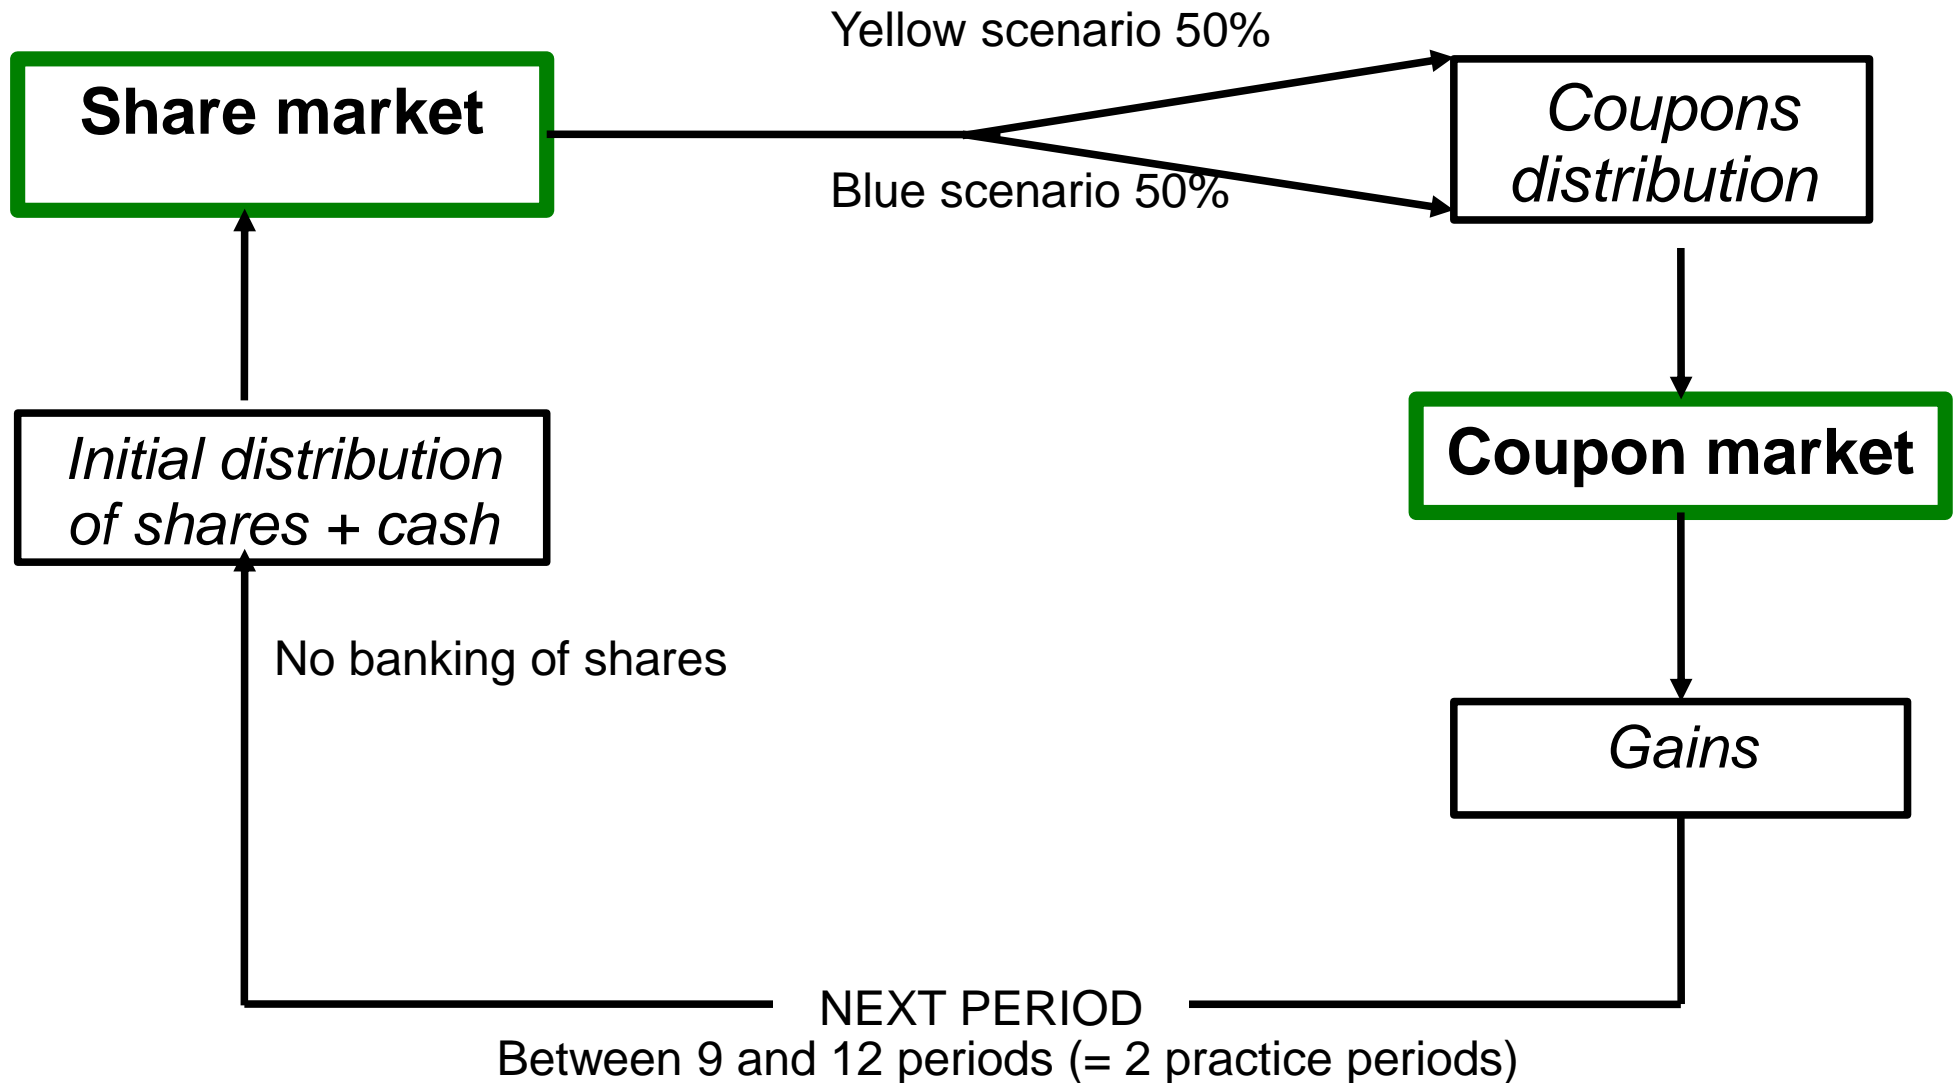 Yellow scenario 50%
Share market
Coupons
distribution
Blue scenario 50%
Initial distribution
of shares + cash
Coupon market
No banking of shares
Gains
NEXT PERIOD
Between 9 and 12 periods (= 2 practice periods)